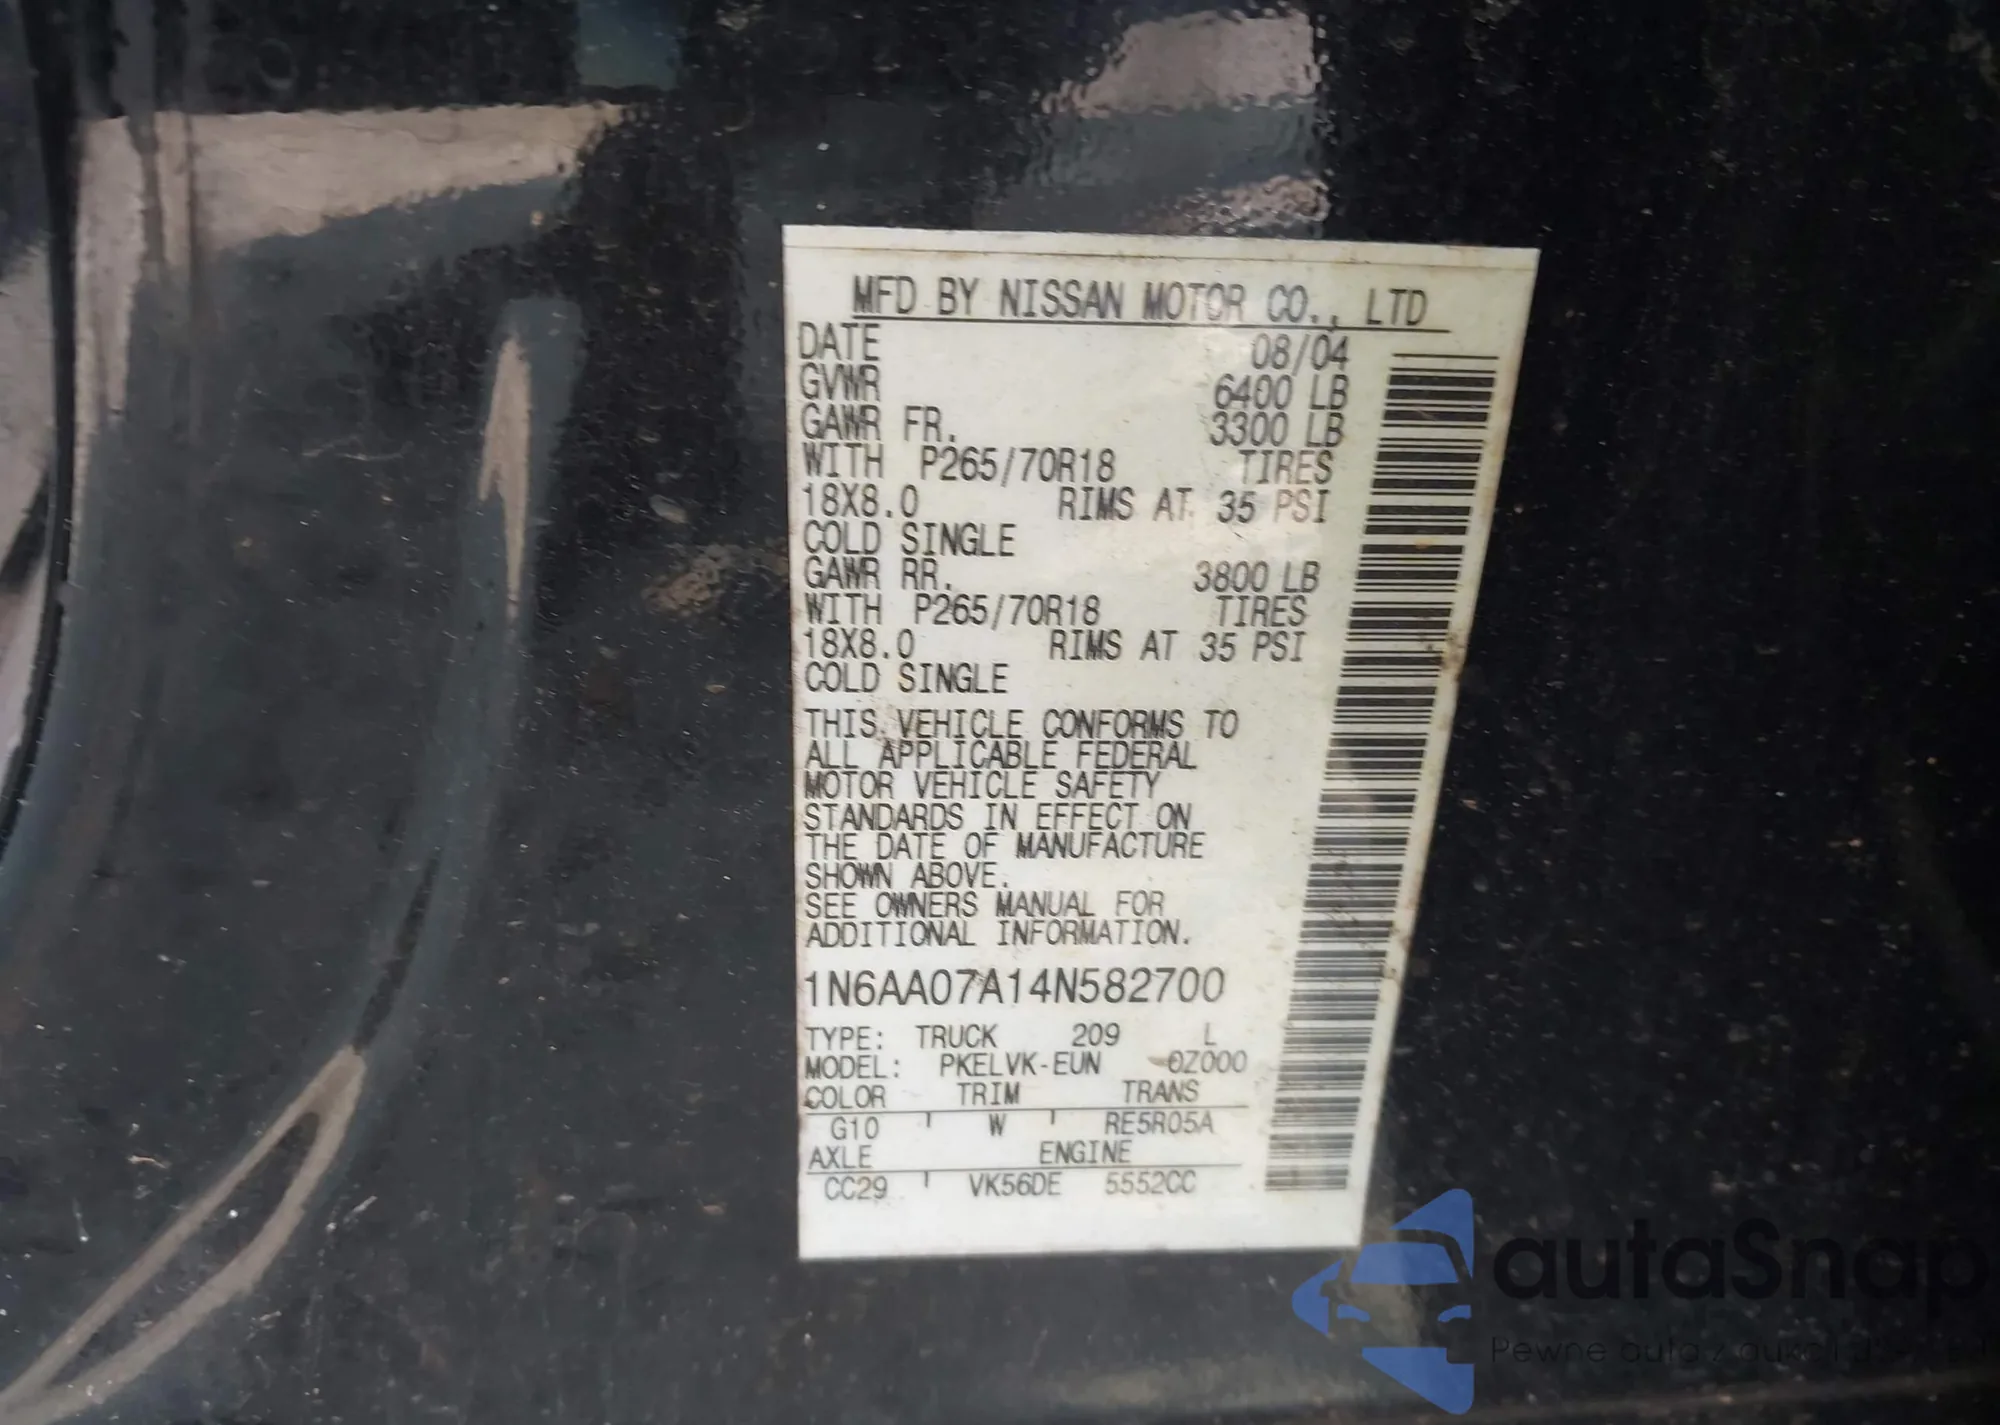 MFD BY NISSAN MOTOR CO., LTD
DATE 08/04
GVWR 6400 LB
GAWR FR. 3300 LB
WITH P265/70R18 TIRES
18X8.0 RIMS AT 35 PSI
COLD SINGLE
GAWR RR. 3800 LB
WITH P265/70R18 TIRES
18X8.0 RIMS AT 35 PSI
COLD SINGLE
THIS VEHICLE CONFORMS TO
ALL APPLICABLE FEDERAL
MOTOR VEHICLE SAFETY
STANDARDS IN EFFECT ON
THE DATE OF MANUFACTURE
SHOWN ABOVE.
SEE OWNERS MANUAL FOR
ADDITIONAL INFORMATION.
1N6AA07A14N582700
TYPE: TRUCK 209 L
MODEL: PKELVK-EUN -0Z000
COLOR TRIM TRANS
G10 W RE5R05A
AXLE ENGINE
CC29 VK56DE 5552CC
autaSnap
Pewne auta z